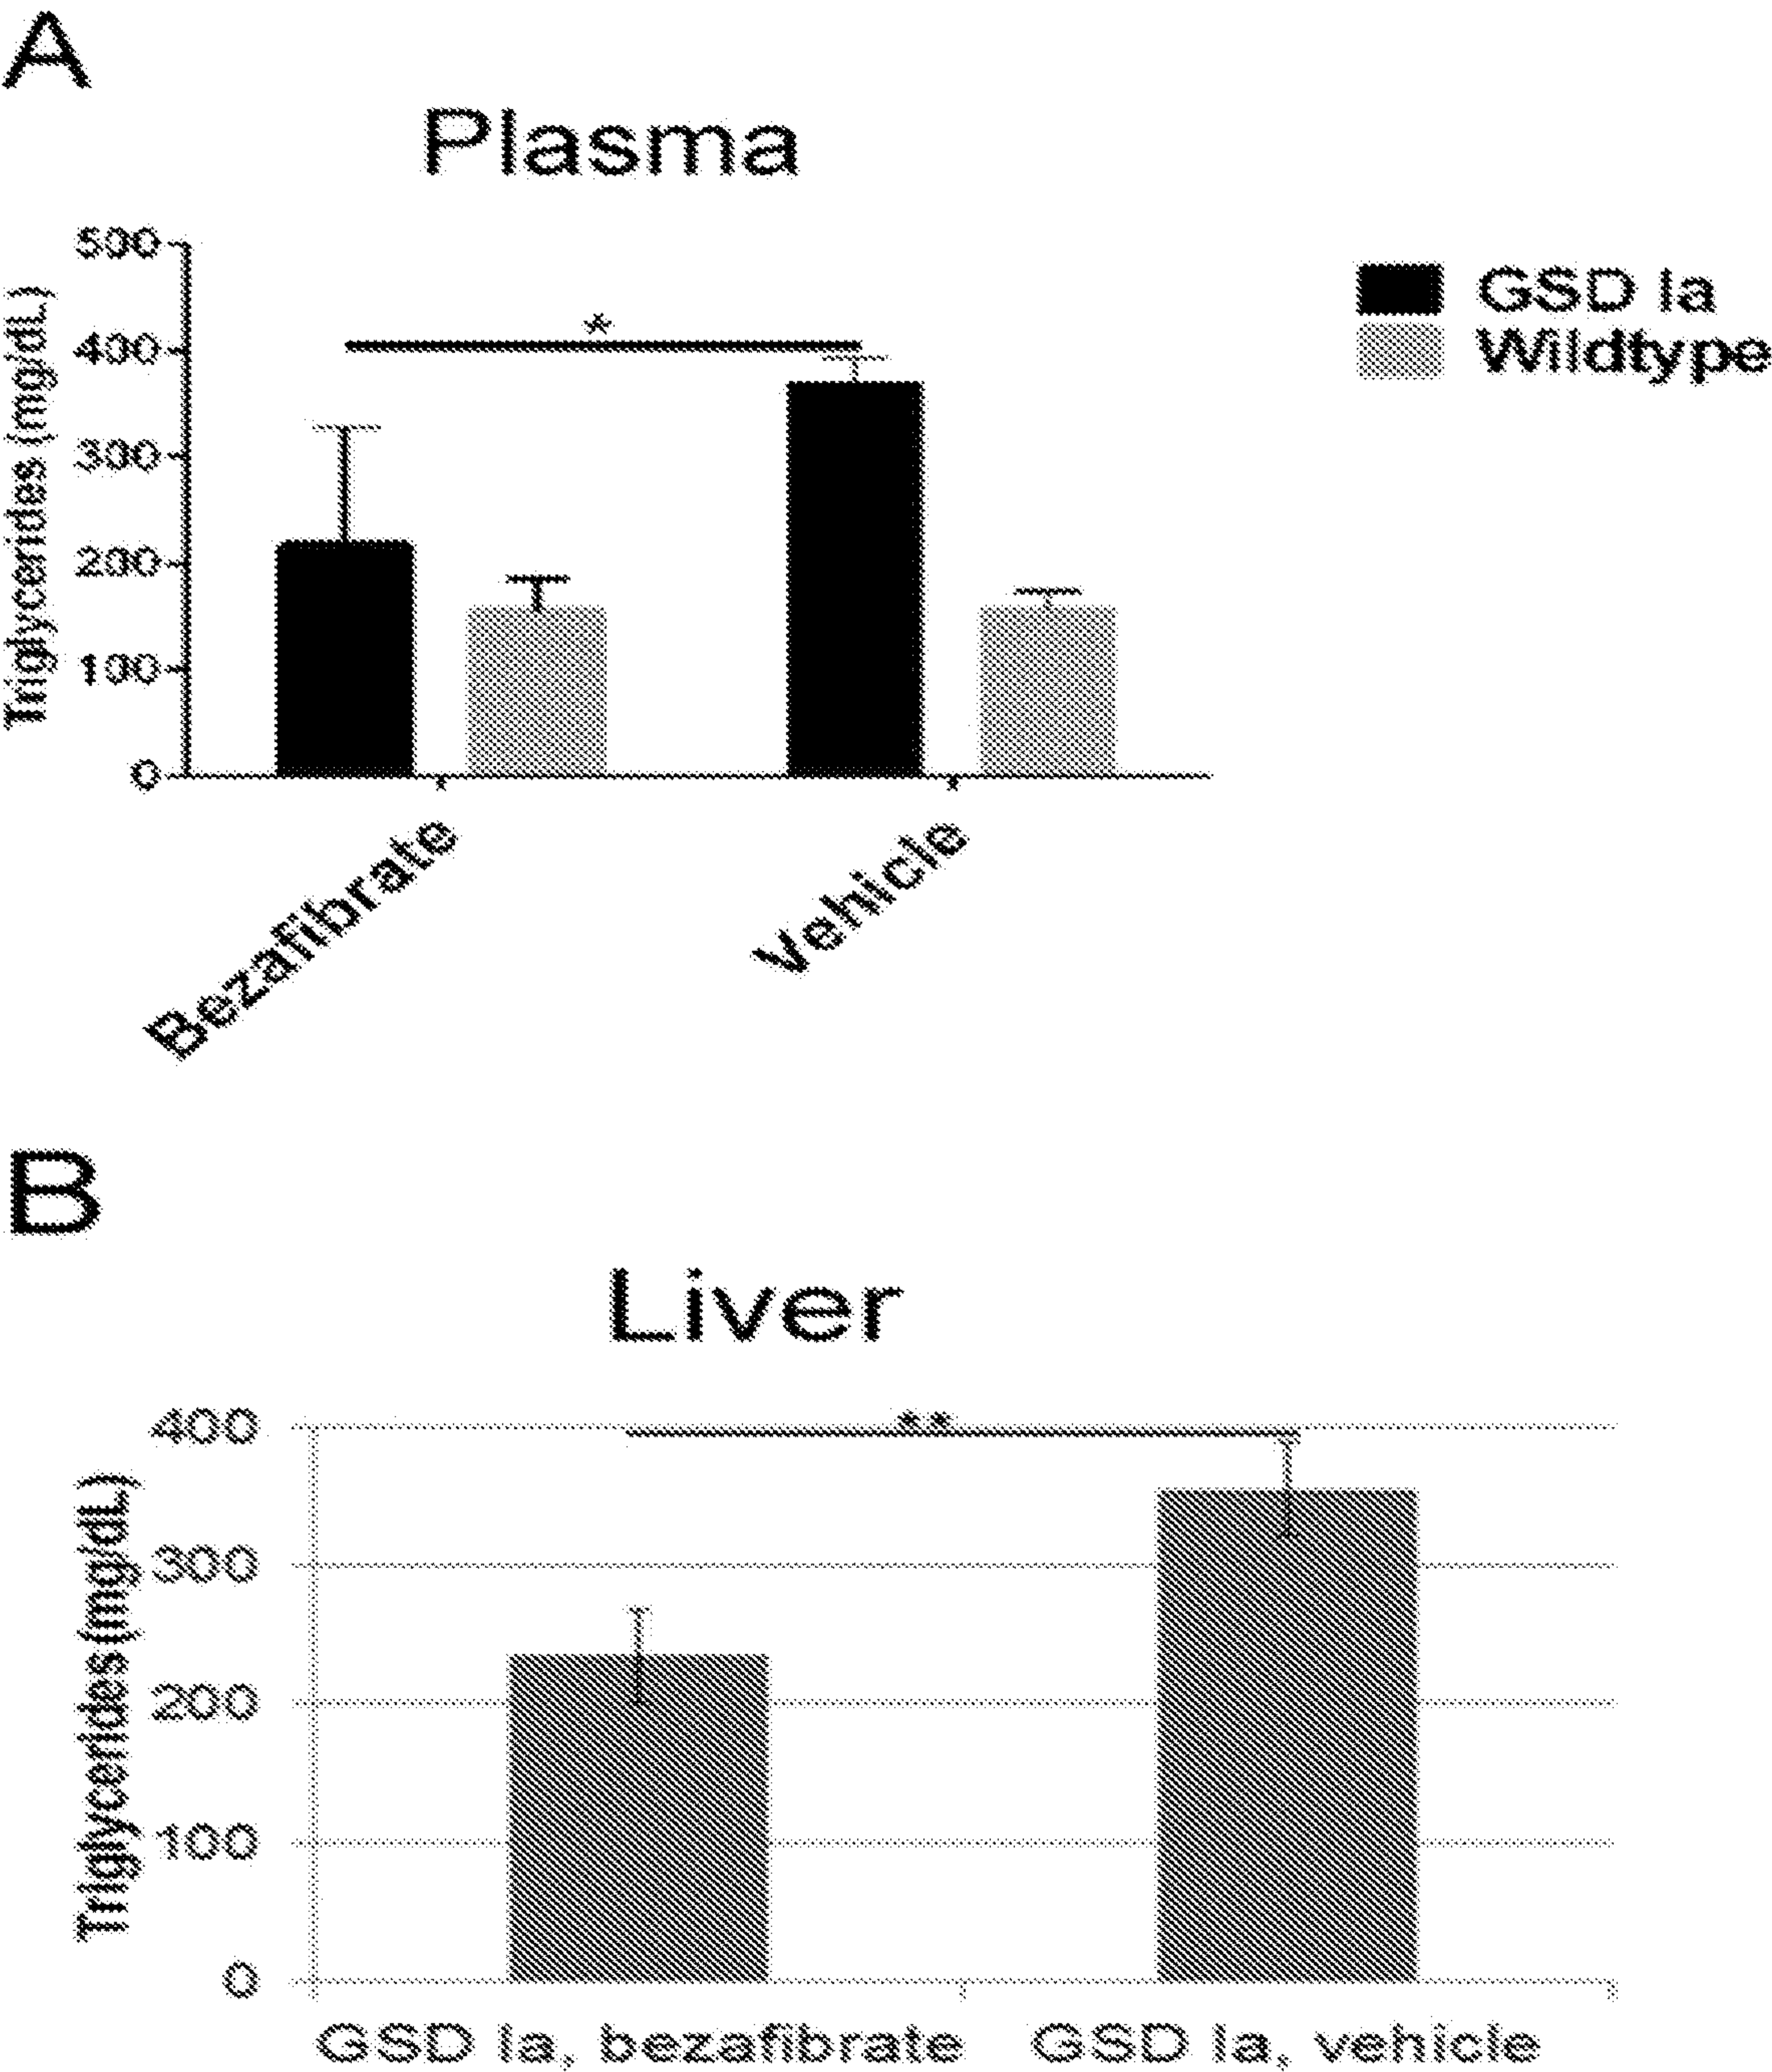 A
Plasma
Triglycerides (mg/dL)
500
400
300
200
100
0
*
GSD Ia
Wildtype
Bezafibrate
Vehicle
B
Liver
Triglycerides (mg/dL)
400
300
200
100
0
**
GSD Ia, bezafibrate
GSD Ia, vehicle